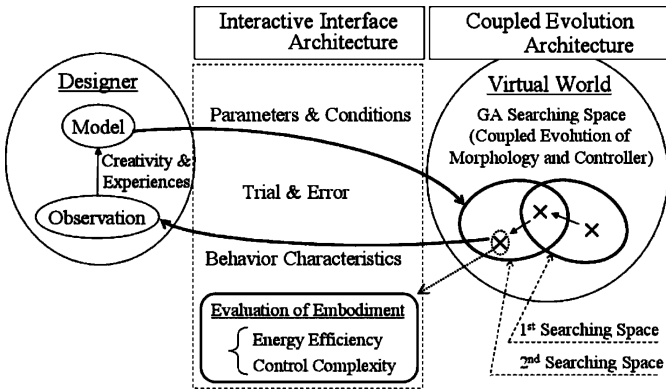 Interactive Interface
Architecture
Coupled Evolution
Architecture
Designer
Model
Creativity &
Experiences
Observation
Parameters & Conditions
Trial & Error
Behavior Characteristics
Evaluation of Embodiment
Energy Efficiency
Control Complexity
Virtual World
GA Searching Space
(Coupled Evolution of
Morphology and Controller)
1st Searching Space
2nd Searching Space